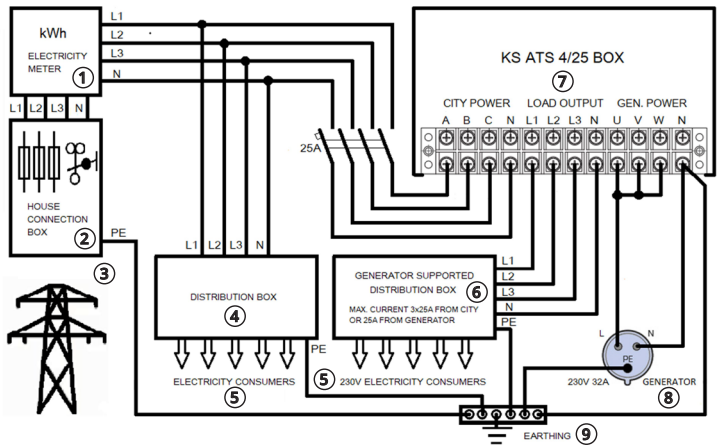 L1
kWh
L2
KS ATS 4/25 BOX
ELECTRICITY
METER
1
L3
7
N
L1 L2 L3 N
CITY POWER LOAD OUTPUT GEN. POWER
A B C N L1 L2 L3 N U V W N
25A
HOUSE
CONNECTION
BOX
2
PE
L1 L2 L3 N
3
L1
L2
L3
N
PE
GENERATOR SUPPORTED
DISTRIBUTION BOX
6
MAX. CURRENT 3x25A FROM CITY
OR 25A FROM GENERATOR
DISTRIBUTION BOX
4
L N
PE
PE
ELECTRICITY CONSUMERS
5
5
230V ELECTRICITY CONSUMERS
230V 32A
GENERATOR
8
EARTHING 9